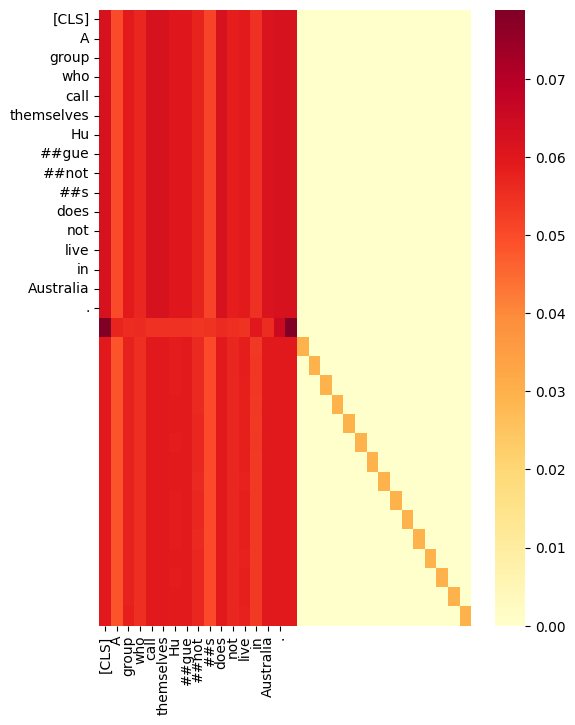 [CLS]
A
group
who
call
themselves
Hu
##gue
##not
##s
does
not
live
in
Australia
.
0.07
0.06
0.05
0.04
0.03
0.02
0.01
0.00
[CLS]
A
group
who
call
themselves
Hu
##gue
##not
##s
does
not
live
in
Australia
.